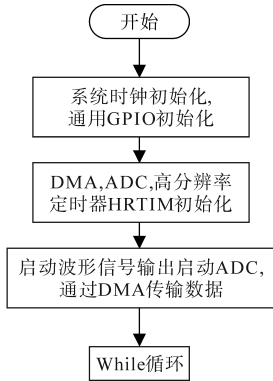 开始
系统时钟初始化,
通用GPIO初始化
DMA,ADC,高分辨率
定时器HRTIM初始化
启动波形信号输出启动ADC,
通过DMA传输数据
While循环